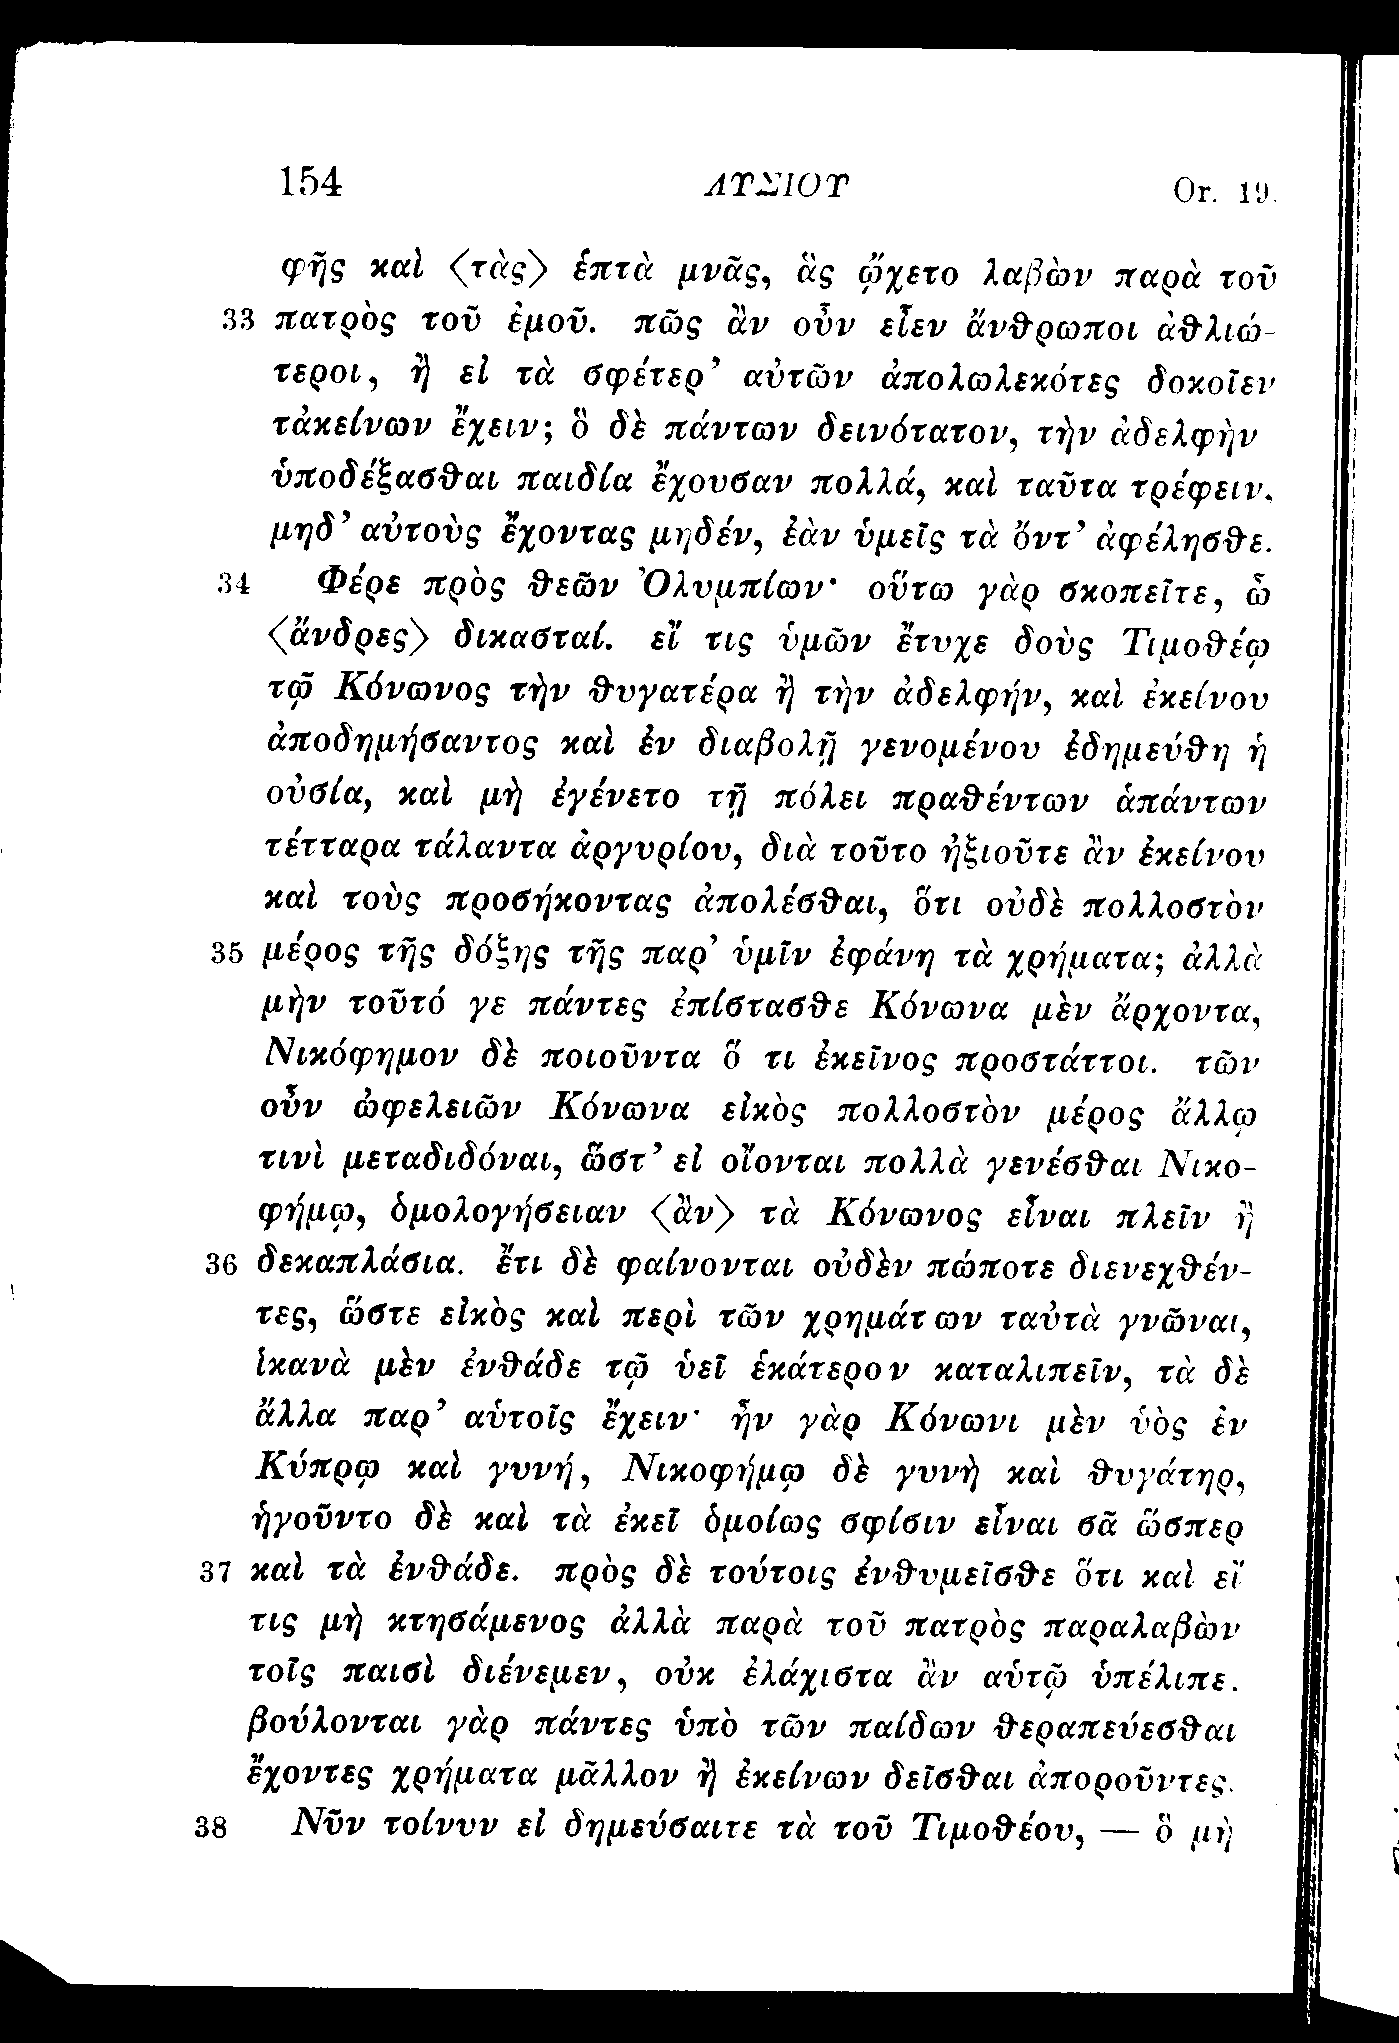 154 ΛΥΣΙΟΥ Or. 19.
φῆς καὶ ⟨τὰς⟩ ἑπτὰ μνᾶς, ἃς ᾤχετο λαβὼν παρὰ τοῦ
33 πατρὸς τοῦ ἐμοῦ. πῶς ἂν οὖν εἶεν ἄνθρωποι ἀθλιώ-
τεροι, ἢ εἰ τὰ σφέτερ’ αὐτῶν ἀπολωλεκότες δοκοῖεν
τἀκείνων ἔχειν; ὃ δὲ πάντων δεινότατον, τὴν ἀδελφὴν
ὑποδέξασθαι παιδία ἔχουσαν πολλά, καὶ ταῦτα τρέφειν,
μηδ’ αὐτοὺς ἔχοντας μηδέν, ἐὰν ὑμεῖς τὰ ὄντ’ ἀφέλησθε.
34 Φέρε πρὸς θεῶν Ὀλυμπίων· οὕτω γὰρ σκοπεῖτε, ὦ
⟨ἄνδρες⟩ δικασταί. εἴ τις ὑμῶν ἔτυχε δοὺς Τιμοθέῳ
τῷ Κόνωνος τὴν θυγατέρα ἢ τὴν ἀδελφήν, καὶ ἐκείνου
ἀποδημήσαντος καὶ ἐν διαβολῇ γενομένου ἐδημεύθη ἡ
οὐσία, καὶ μὴ ἐγένετο τῇ πόλει πραθέντων ἁπάντων
τέτταρα τάλαντα ἀργυρίου, διὰ τοῦτο ἠξιοῦτε ἂν ἐκείνου
καὶ τοὺς προσήκοντας ἀπολέσθαι, ὅτι οὐδὲ πολλοστὸν
35 μέρος τῆς δόξης τῆς παρ’ ὑμῖν ἐφάνη τὰ χρήματα; ἀλλὰ
μὴν τοῦτό γε πάντες ἐπίστασθε Κόνωνα μὲν ἄρχοντα,
Νικόφημον δὲ ποιοῦντα ὅ τι ἐκεῖνος προστάττοι. τῶν
οὖν ὠφελειῶν Κόνωνα εἰκὸς πολλοστὸν μέρος ἄλλῳ
τινὶ μεταδιδόναι, ὥστ’ εἰ οἴονται πολλὰ γενέσθαι Νικο-
φήμῳ, ὁμολογήσειαν ⟨ἂν⟩ τὰ Κόνωνος εἶναι πλεῖν ἢ
36 δεκαπλάσια. ἔτι δὲ φαίνονται οὐδὲν πώποτε διενεχθέν-
τες, ὥστε εἰκὸς καὶ περὶ τῶν χρημάτων ταὐτὰ γνῶναι,
ἱκανὰ μὲν ἐνθάδε τῷ ὑεῖ ἑκάτερον καταλιπεῖν, τὰ δὲ
ἄλλα παρ’ αὑτοῖς ἔχειν· ἦν γὰρ Κόνωνι μὲν ὑὸς ἐν
Κύπρῳ καὶ γυνή, Νικοφήμῳ δὲ γυνὴ καὶ θυγάτηρ,
ἡγοῦντο δὲ καὶ τὰ ἐκεῖ ὁμοίως σφίσιν εἶναι σᾶ ὥσπερ
37 καὶ τὰ ἐνθάδε. πρὸς δὲ τούτοις ἐνθυμεῖσθε ὅτι καὶ εἴ
τις μὴ κτησάμενος ἀλλὰ παρὰ τοῦ πατρὸς παραλαβὼν
τοῖς παισὶ διένεμεν, οὐκ ἐλάχιστα ἂν αὑτῷ ὑπέλιπε.
βούλονται γὰρ πάντες ὑπὸ τῶν παίδων θεραπεύεσθαι
ἔχοντες χρήματα μᾶλλον ἢ ἐκείνων δεῖσθαι ἀποροῦντες.
38 Νῦν τοίνυν εἰ δημεύσαιτε τὰ τοῦ Τιμοθέου, — ὃ μὴ